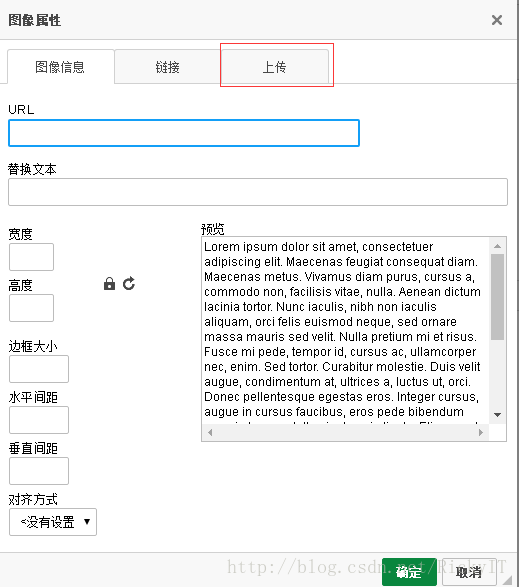 图像属性
图像信息 链接 上传
URL
替换文本
宽度
高度
边框大小
水平间距
垂直间距
对齐方式
<没有设置
预览
Lorem ipsum dolor sit amet, consectetuer
adipiscing elit. Maecenas feugiat consequat diam.
Maecenas metus. Vivamus diam purus, cursus a,
commodo non, facilisis vitae, nulla. Aenean dictum
lacinia tortor. Nunc iaculis, nibh non iaculis
aliquam, orci felis euismod neque, sed ornare
massa mauris sed velit. Nulla pretium mi et risus.
Fusce mi pede, tempor id, cursus ac, ullamcorper
nec, enim. Sed tortor. Curabitur molestie. Duis velit
augue, condimentum at, ultrices a, luctus ut, orci.
Donec pellentesque egestas eros. Integer cursus,
augue in cursus faucibus, eros pede bibendum
确定 取消
http://blog.csdn.net/RickyIT